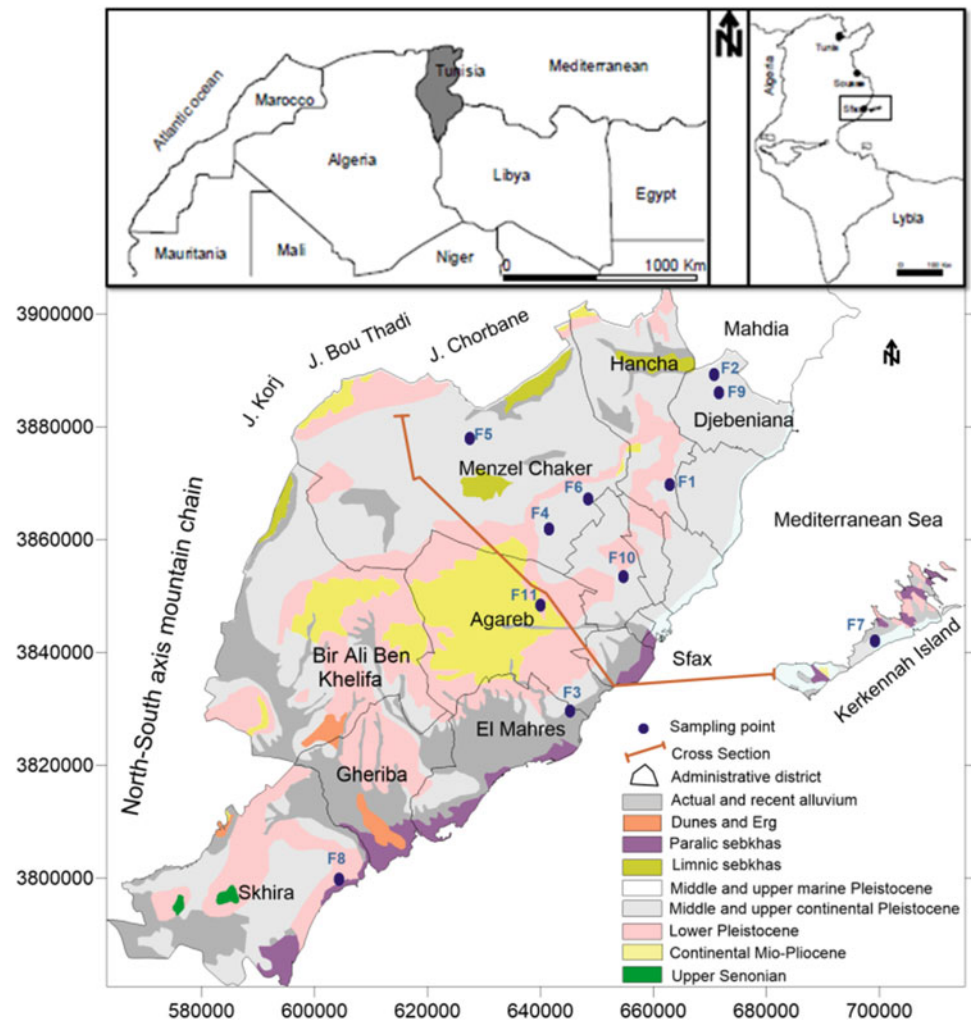 N
Atlantic ocean
Marocco
Tunisia
Mediterranean
Algeria
Libya
Egypt
Mauritania
Mali
Niger
0 1000 Km
Algeria
Tunis
Lybia
3900000
3880000
3860000
3840000
3820000
3800000
J. Korj
J. Bou Thadi
J. Chorbane
Mahdia
N
Hancha
F2
F9
Djebeniana
F5
Menzel Chaker
F6
F1
F4
Mediterranean Sea
F10
F11
Agareb
F7
Bir Ali Ben
Khelifa
Sfax
Kerkennah Island
F3
El Mahres
Gheriba
North-South axis mountain chain
F8
Skhira
Sampling point
Cross Section
Administrative district
Actual and recent alluvium
Dunes and Erg
Paralic sebkhas
Limnic sebkhas
Middle and upper marine Pleistocene
Middle and upper continental Pleistocene
Lower Pleistocene
Continental Mio-Pliocene
Upper Senonian
580000 600000 620000 640000 660000 680000 700000